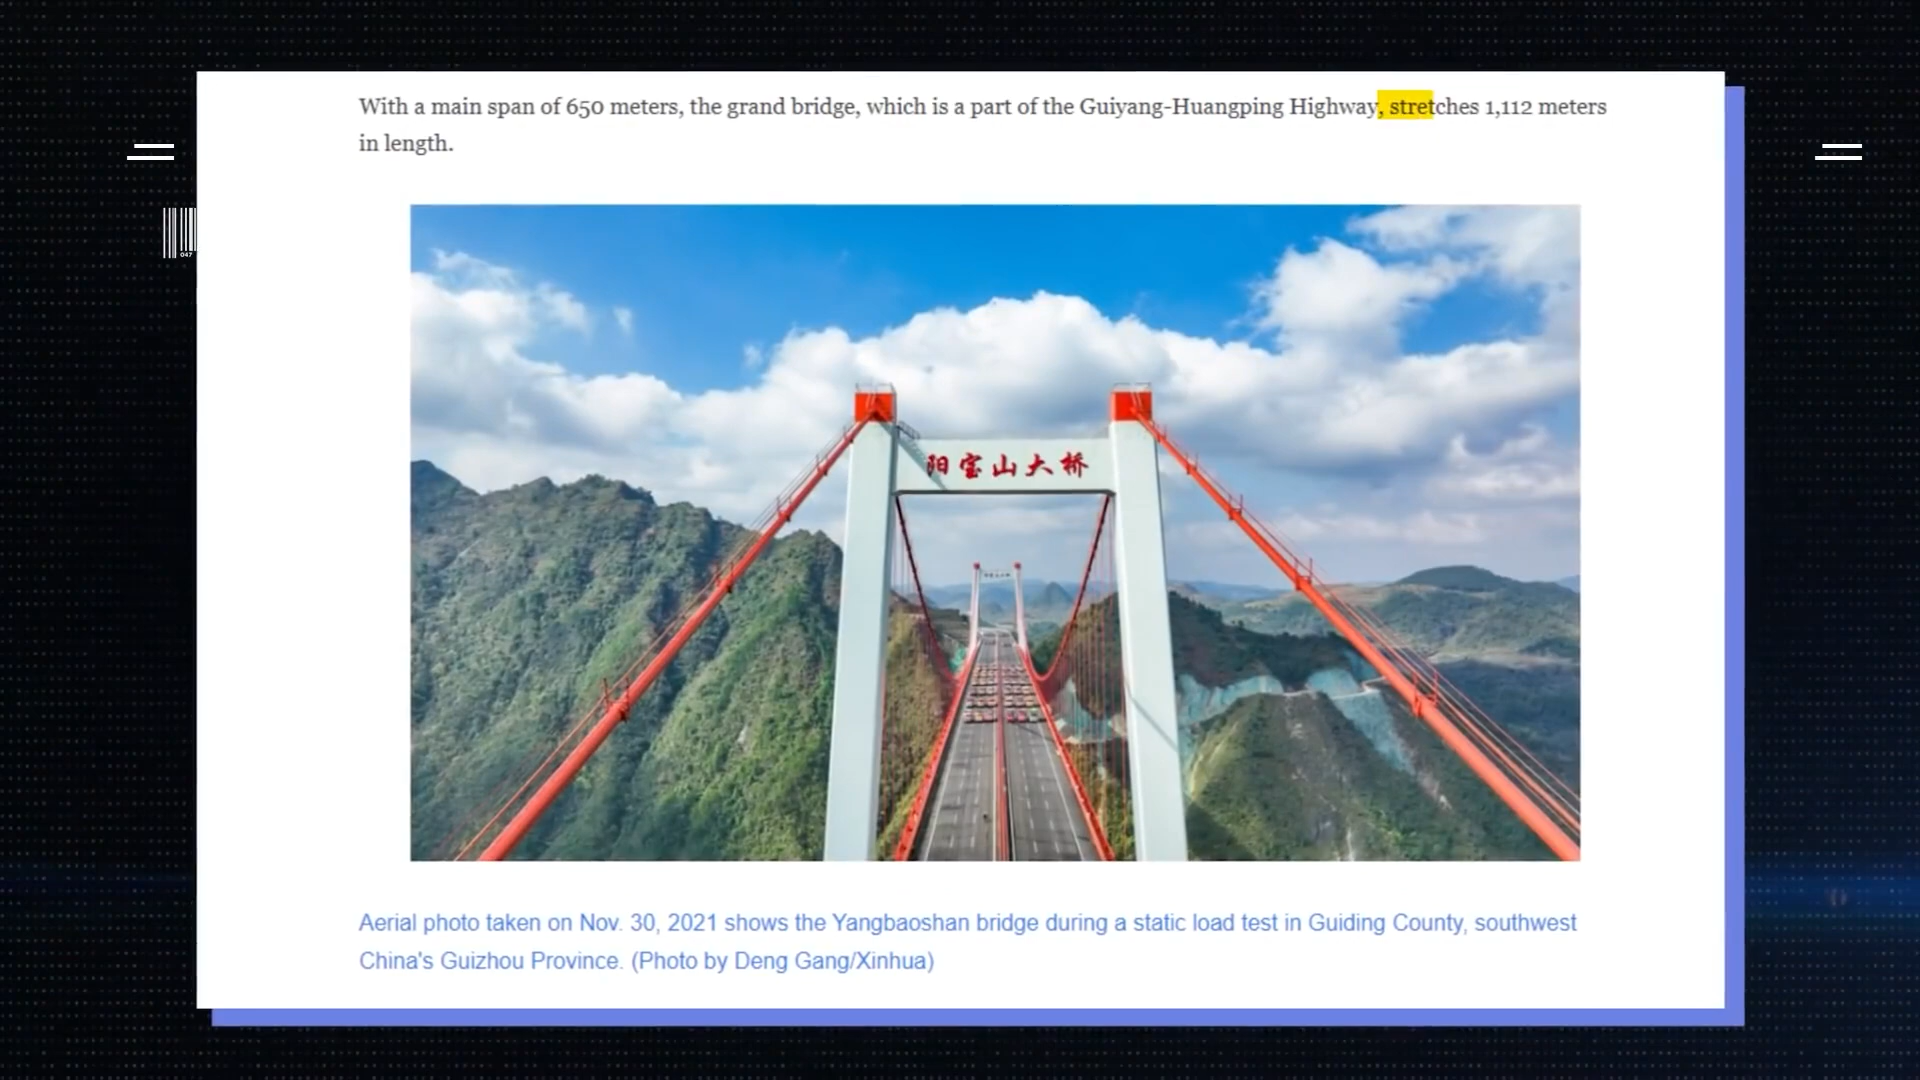 With a main span of 650 meters, the grand bridge, which is a part of the Guiyang-Huangping Highway, stretches 1,112 meters
in length.
047
阳宝山大桥
Aerial photo taken on Nov. 30, 2021 shows the Yangbaoshan bridge during a static load test in Guiding County, southwest
China's Guizhou Province. (Photo by Deng Gang/Xinhua)